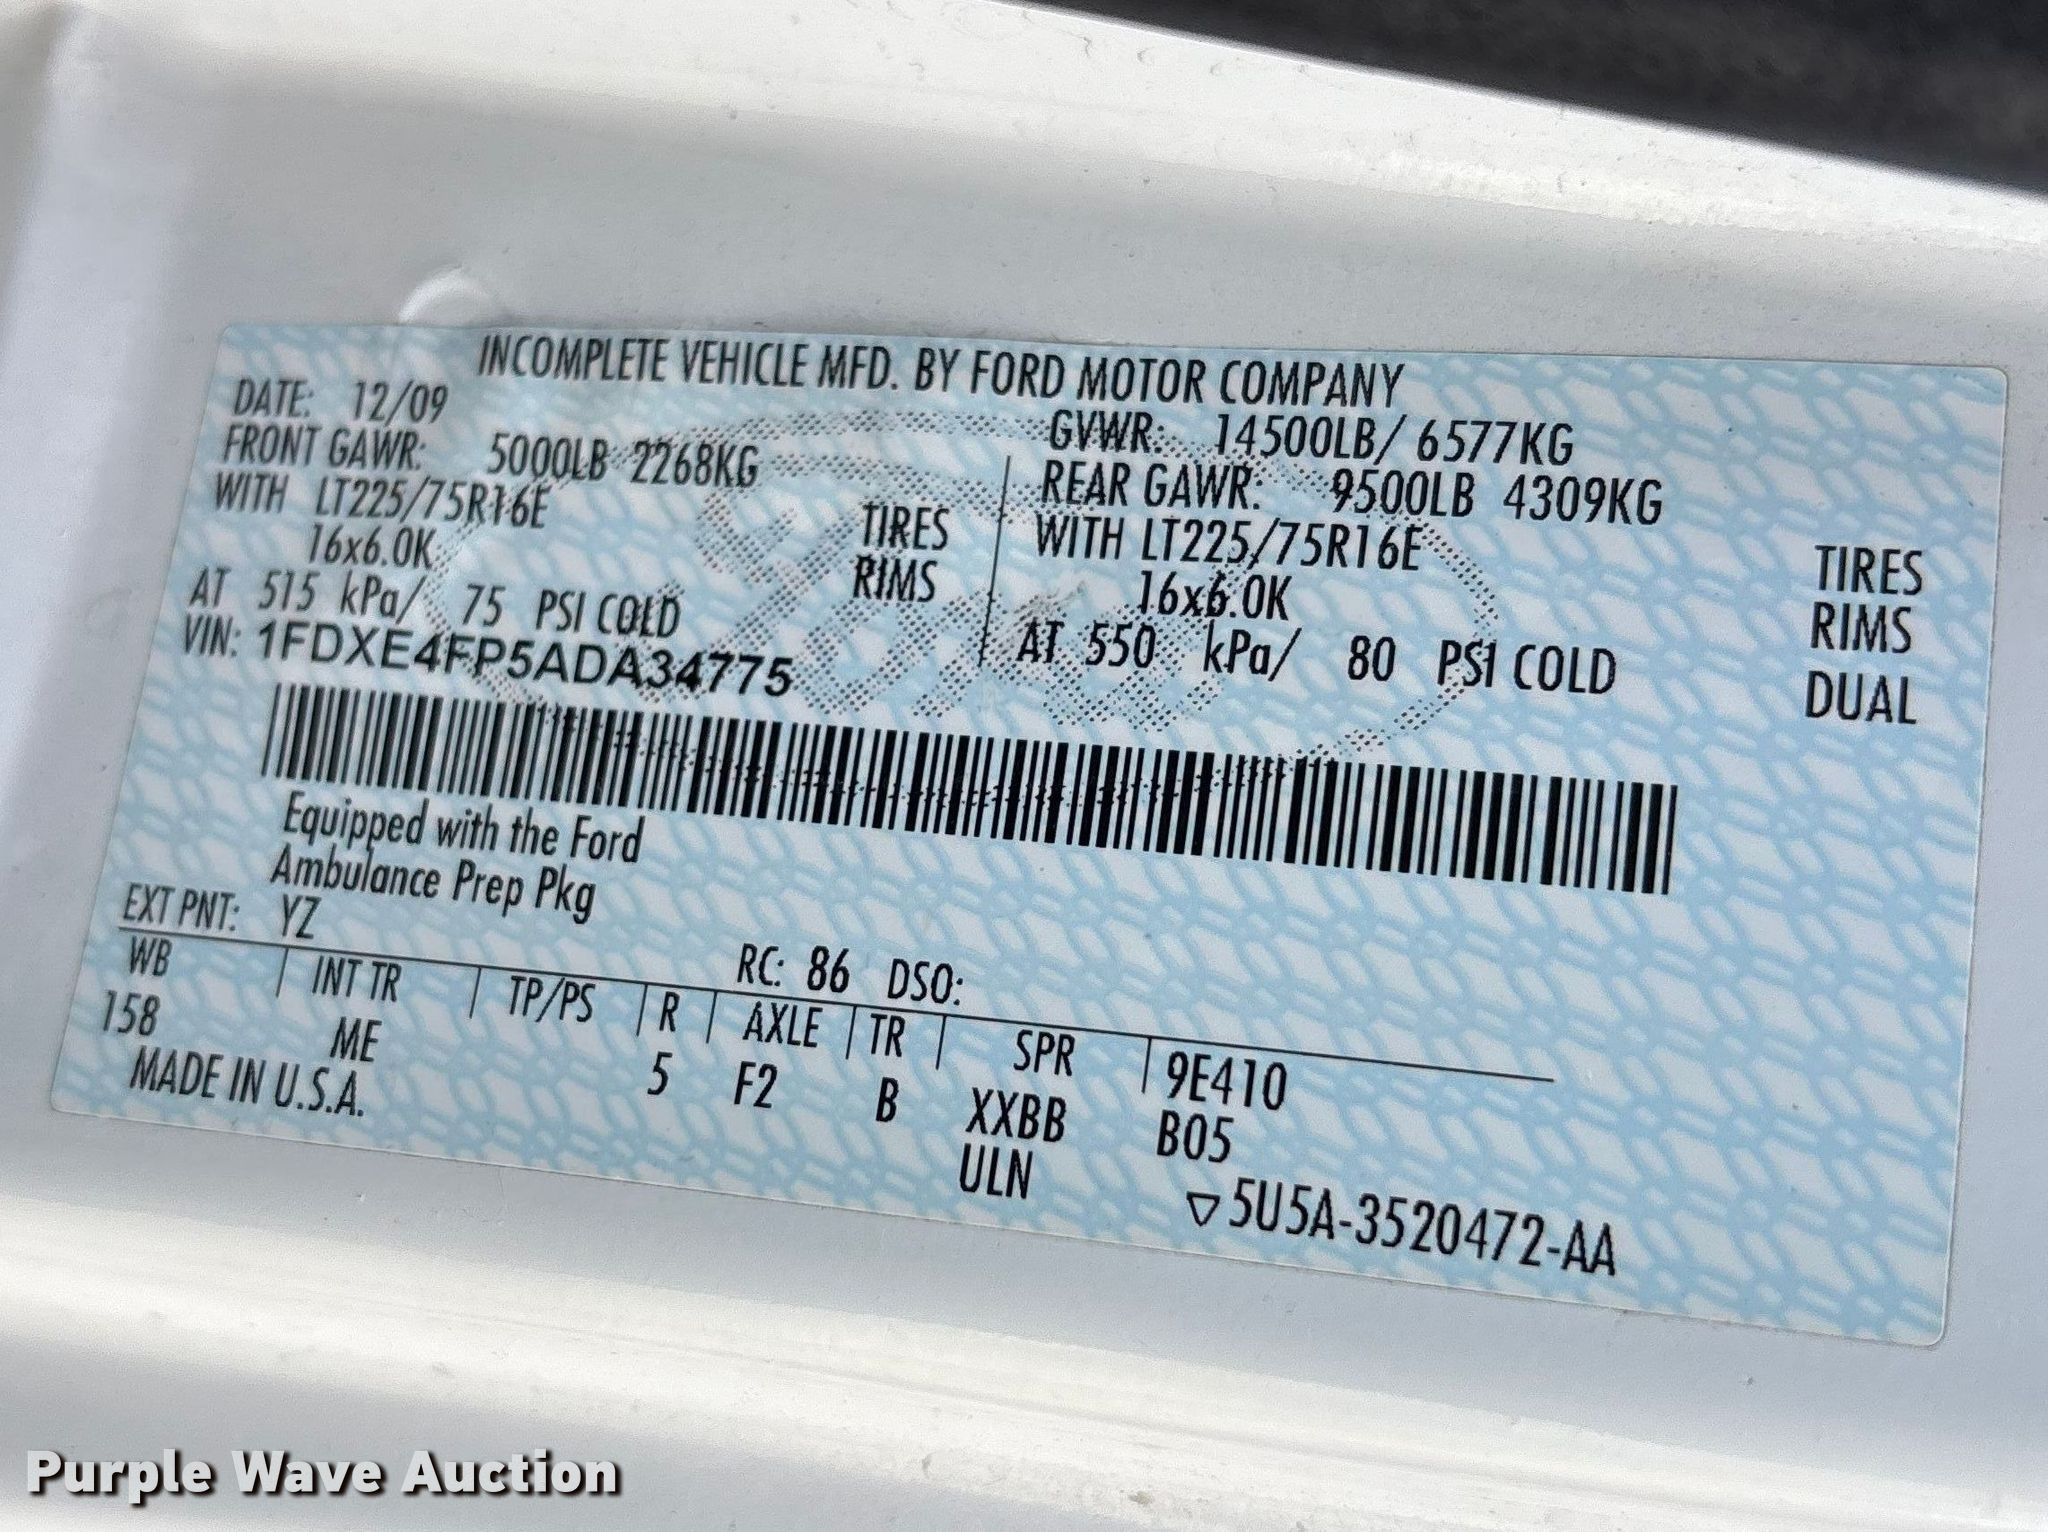 INCOMPLETE VEHICLE MFD. BY FORD MOTOR COMPANY
DATE: 12/09 GVWR: 14500LB/ 6577KG
FRONT GAWR: 5000LB 2268KG REAR GAWR: 9500LB 4309KG
WITH LT225/75R16E TIRES WITH LT225/75R16E TIRES
16x6.0K RIMS 16x6.0K RIMS
AT 515 kPa/ 75 PSI COLD AT 550 kPa/ 80 PSI COLD DUAL
VIN: 1FDXE4FP5ADA34775
Equipped with the Ford
Ambulance Prep Pkg
EXT PNT: YZ RC: 86 DSO:
WB INT TR TP/PS R AXLE TR SPR 9E410
158 ME 5 F2 B XXBB B05
MADE IN U.S.A. ULN
▽5U5A-3520472-AA
Purple Wave Auction